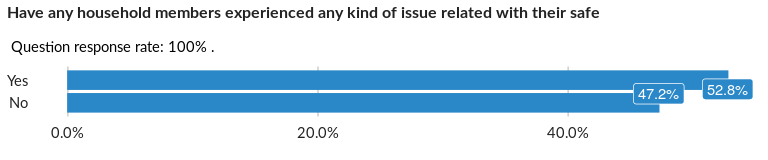 Have any household members experienced any kind of issue related with their safe
Question response rate: 100% .
Yes
52.8%
No
47.2%
0.0% 20.0% 40.0%